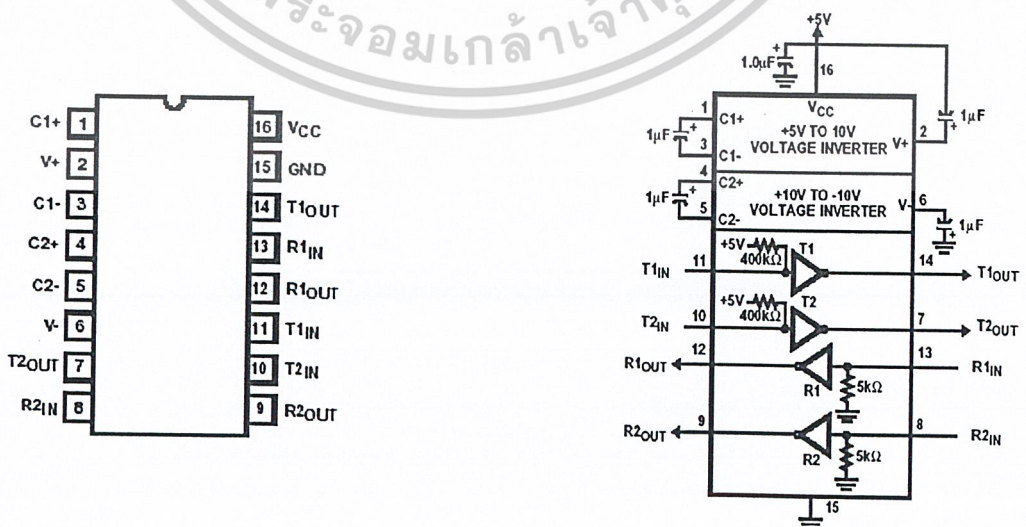 พระจอมเกล้าเจ้า
C1+ 1
V+ 2
C1- 3
C2+ 4
C2- 5
V- 6
T2OUT 7
R2IN 8
16 VCC
15 GND
14 T1OUT
13 R1IN
12 R1OUT
11 T1IN
10 T2IN
9 R2OUT
+5V
1.0µF +
16
1
VCC
C1+
+5V TO 10V
VOLTAGE INVERTER
1µF +
3
C1-
V+
2
1µF
+
4
C2+
+10V TO -10V
VOLTAGE INVERTER
1µF +
5
C2-
V-
6
1µF
+
T1IN
11
+5V
400kΩ
T1
14
T1OUT
T2IN
10
+5V
400kΩ
T2
7
T2OUT
R1OUT
12
R1
5kΩ
13
R1IN
R2OUT
9
R2
5kΩ
8
R2IN
15